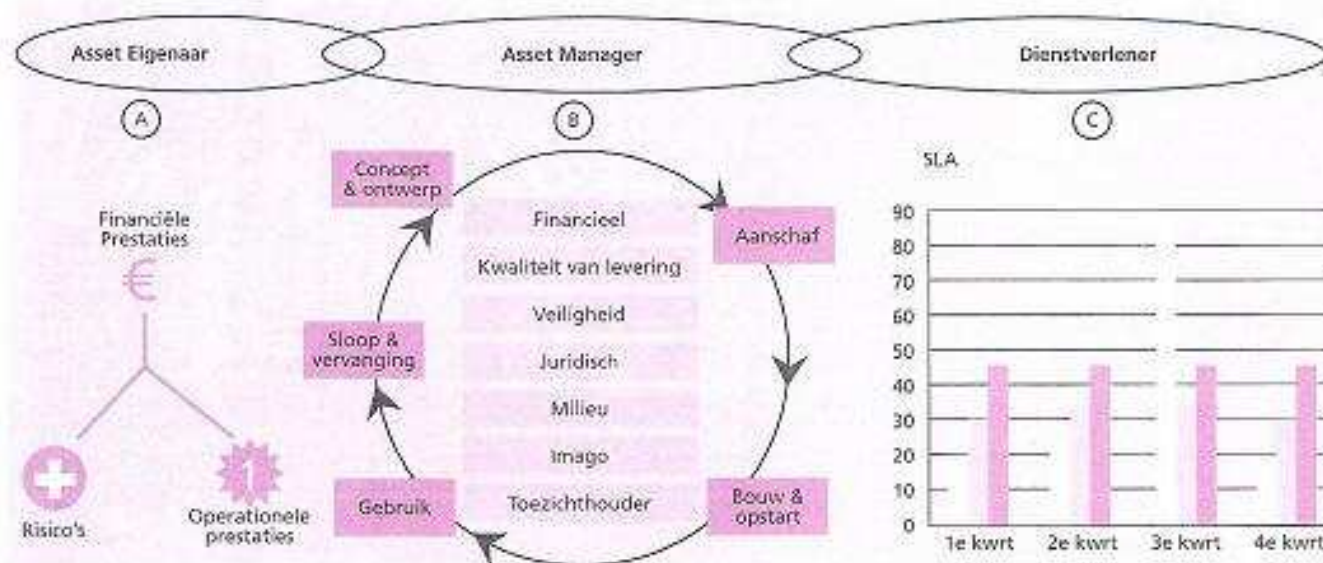 Asset Eigenaar
Asset Manager
Dienstverlener
A
B
C
Financiële
Prestaties
€
Risico's
1
Operationele
prestaties
Concept
& ontwerp
Aanschaf
Bouw &
opstart
Gebruik
Sloop &
vervanging
Financieel
Kwaliteit van levering
Veiligheid
Juridisch
Milieu
Imago
Toezichthouder
SLA
90
80
70
60
50
40
30
20
10
0
1e kwrt
2e kwrt
3e kwrt
4e kwrt